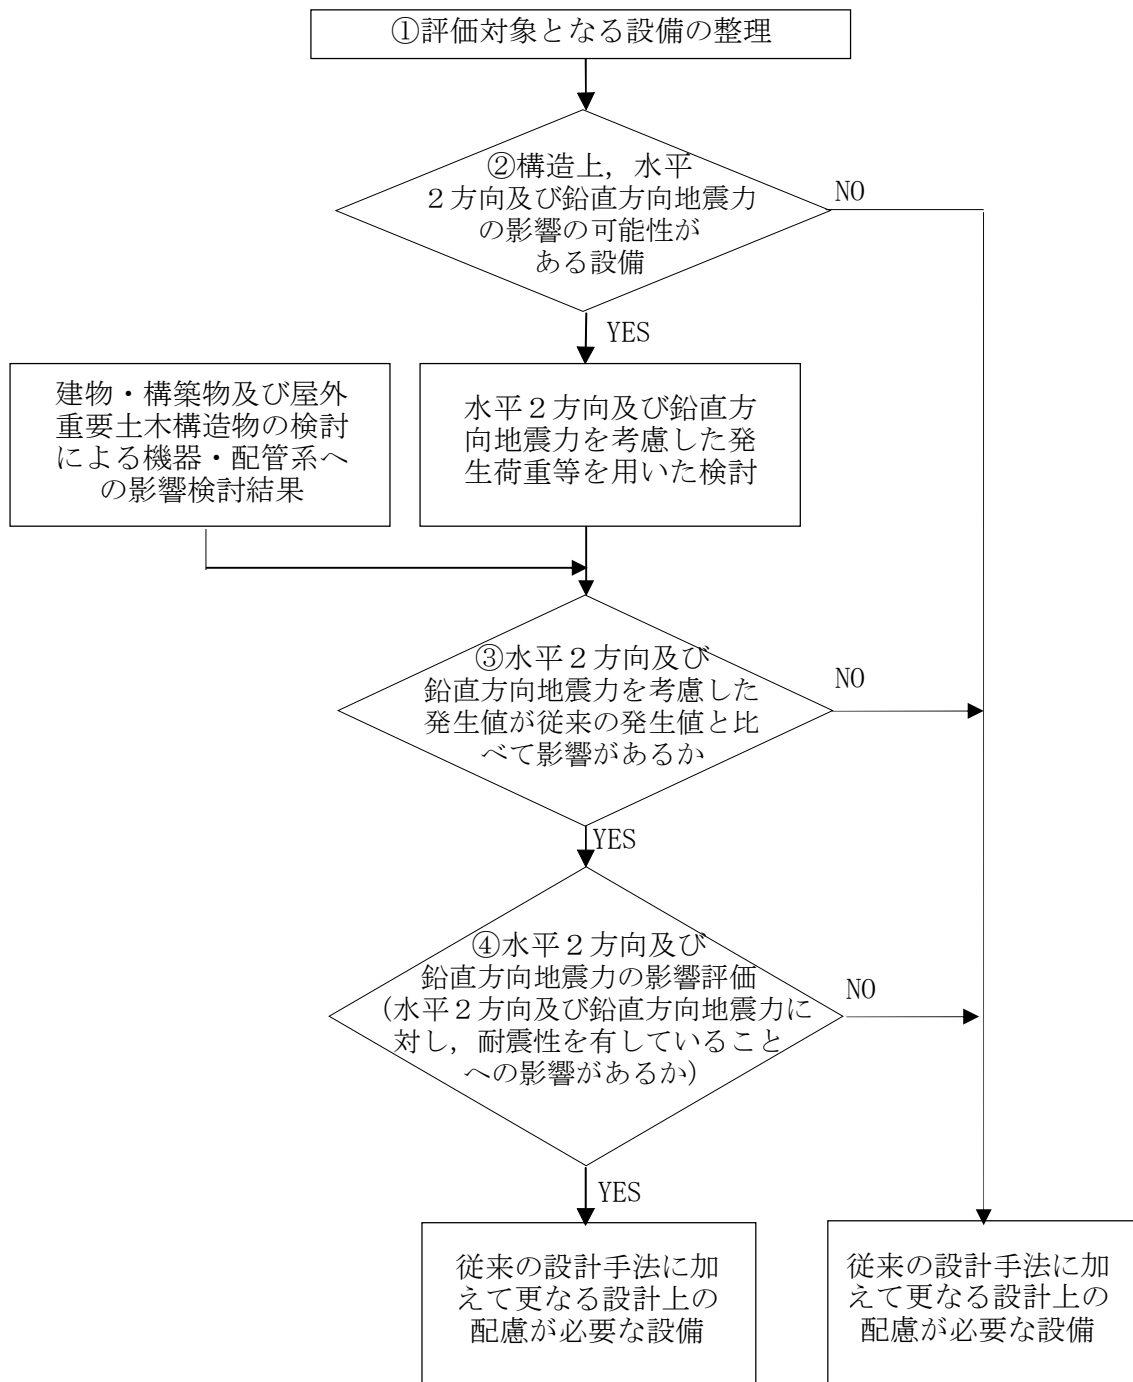 ①評価対象となる設備の整理
②構造上，水平
２方向及び鉛直方向地震力
の影響の可能性が
ある設備
NO
YES
建物・構築物及び屋外
重要土木構造物の検討
による機器・配管系へ
の影響検討結果
水平２方向及び鉛直方
向地震力を考慮した発
生荷重等を用いた検討
③水平２方向及び
鉛直方向地震力を考慮した
発生値が従来の発生値と比
べて影響があるか
NO
YES
④水平２方向及び
鉛直方向地震力の影響評価
（水平２方向及び鉛直方向地震力に
対し，耐震性を有していること
への影響があるか）
NO
YES
従来の設計手法に加
えて更なる設計上の
配慮が必要な設備
従来の設計手法に加
えて更なる設計上の
配慮が必要な設備